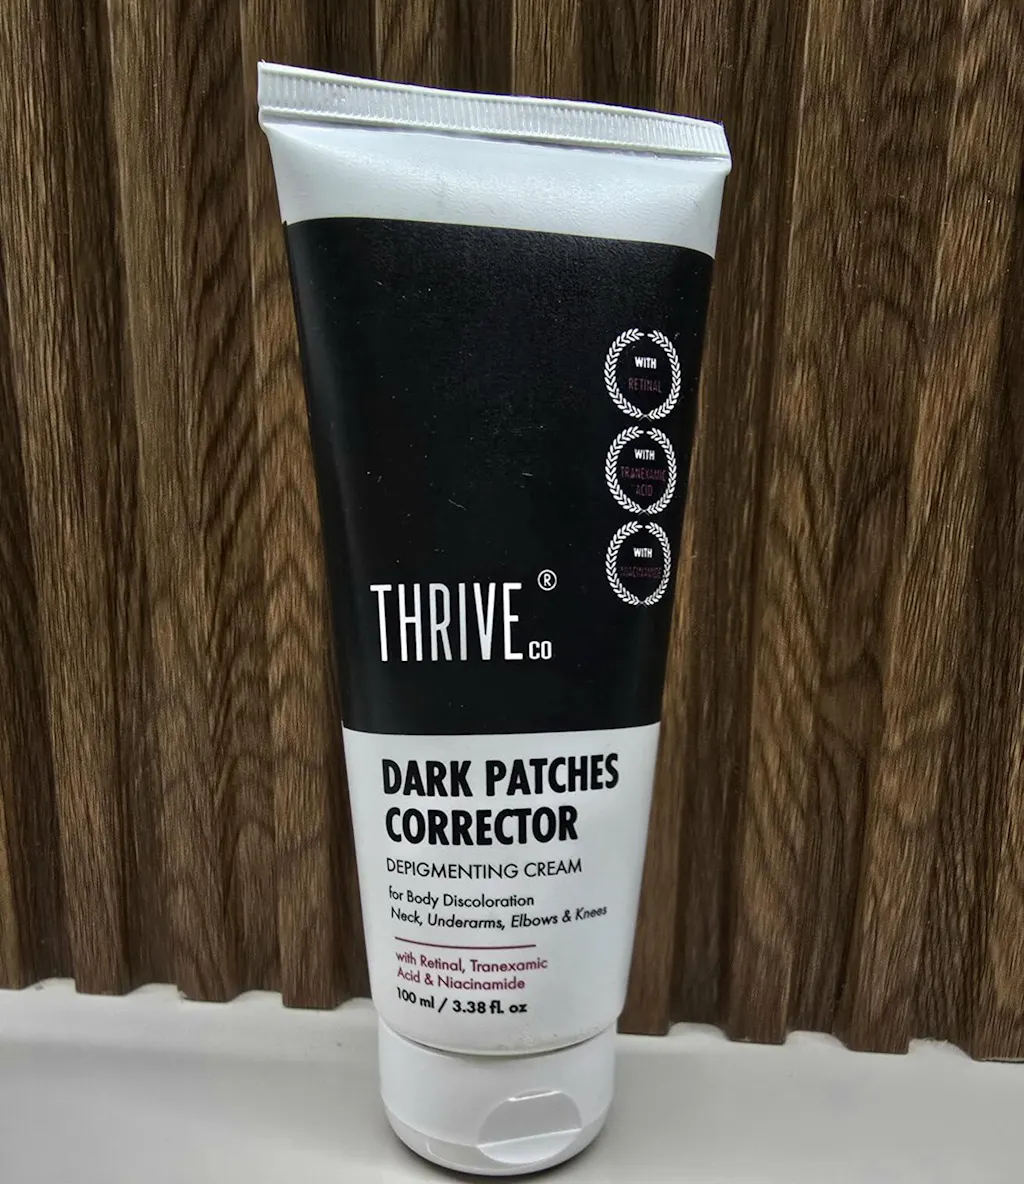 WITH
RETINAL
WITH
TRANEXAMIC
ACID
WITH
NIACINAMIDE
THRIVE®
CO
DARK PATCHES
CORRECTOR
DEPIGMENTING CREAM
for Body Discoloration
Neck, Underarms, Elbows & Knees
with Retinal, Tranexamic
Acid & Niacinamide
100 ml / 3.38 fl. oz